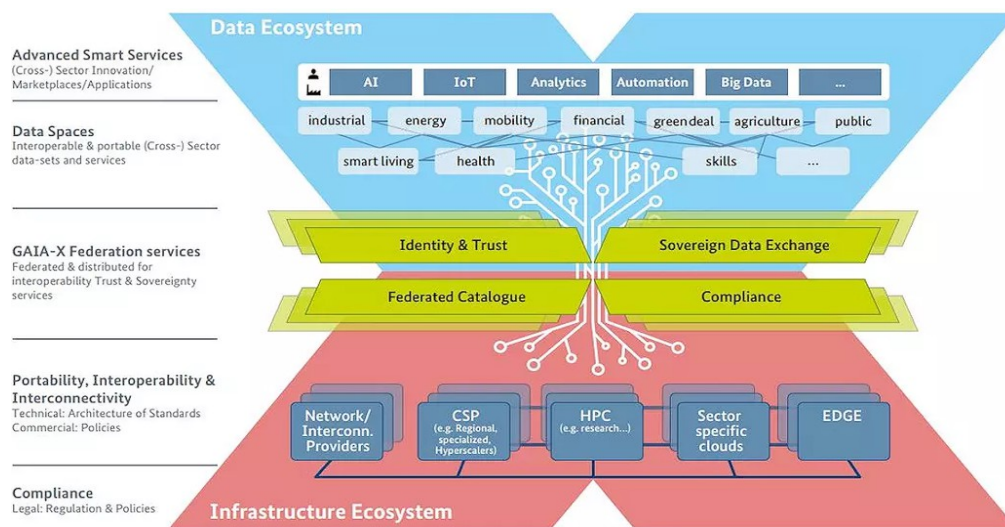 Data Ecosystem
Advanced Smart Services
(Cross-) Sector Innovation/
Marketplaces/Applications
AI
IoT
Analytics
Automation
Big Data
...
Data Spaces
Interoperable & portable (Cross-) Sector
data-sets and services
industrial
energy
mobility
financial
green deal
agriculture
public
smart living
health
skills
...
GAIA-X Federation services
Federated & distributed for
interoperability Trust & Sovereignty
services
Identity & Trust
Sovereign Data Exchange
Federated Catalogue
Compliance
Portability, Interoperability &
Interconnectivity
Technical: Architecture of Standards
Commercial: Policies
Network/
Interconn.
Providers
CSP
(e.g. Regional,
specialized,
Hyperscalers)
HPC
(e.g. research...)
Sector
specific
clouds
EDGE
Compliance
Legal: Regulation & Policies
Infrastructure Ecosystem